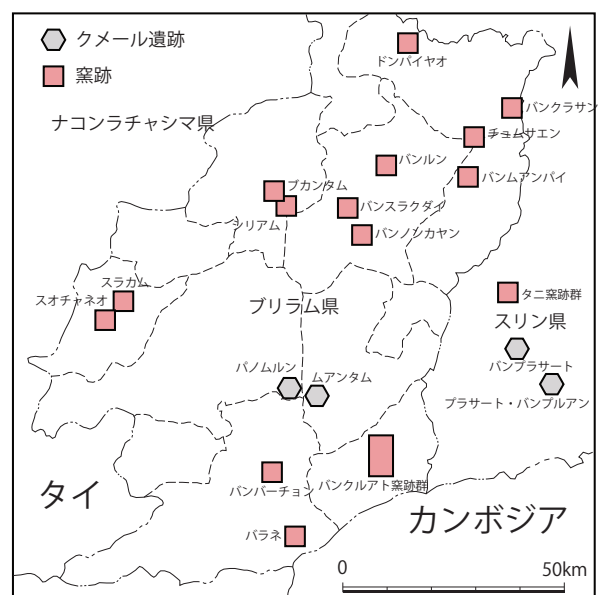 クメール遺跡
ドンパイヤオ
窯跡
バンクラサン
ナコンラチャシマ県
チュムサエン
バンルン
バンムアンパイ
ブカンタム
バンスラクダイ
シリアム
バンノンカヤン
スラカム
タニ窯跡群
スオチャネオ
ブリラム県
スリン県
バンプラサート
パノムルン
ムアンタム
プラサート・バンプルアン
タイ
バンバーチョン
バンクルアト窯跡群
カンボジア
バラネ
0
50km